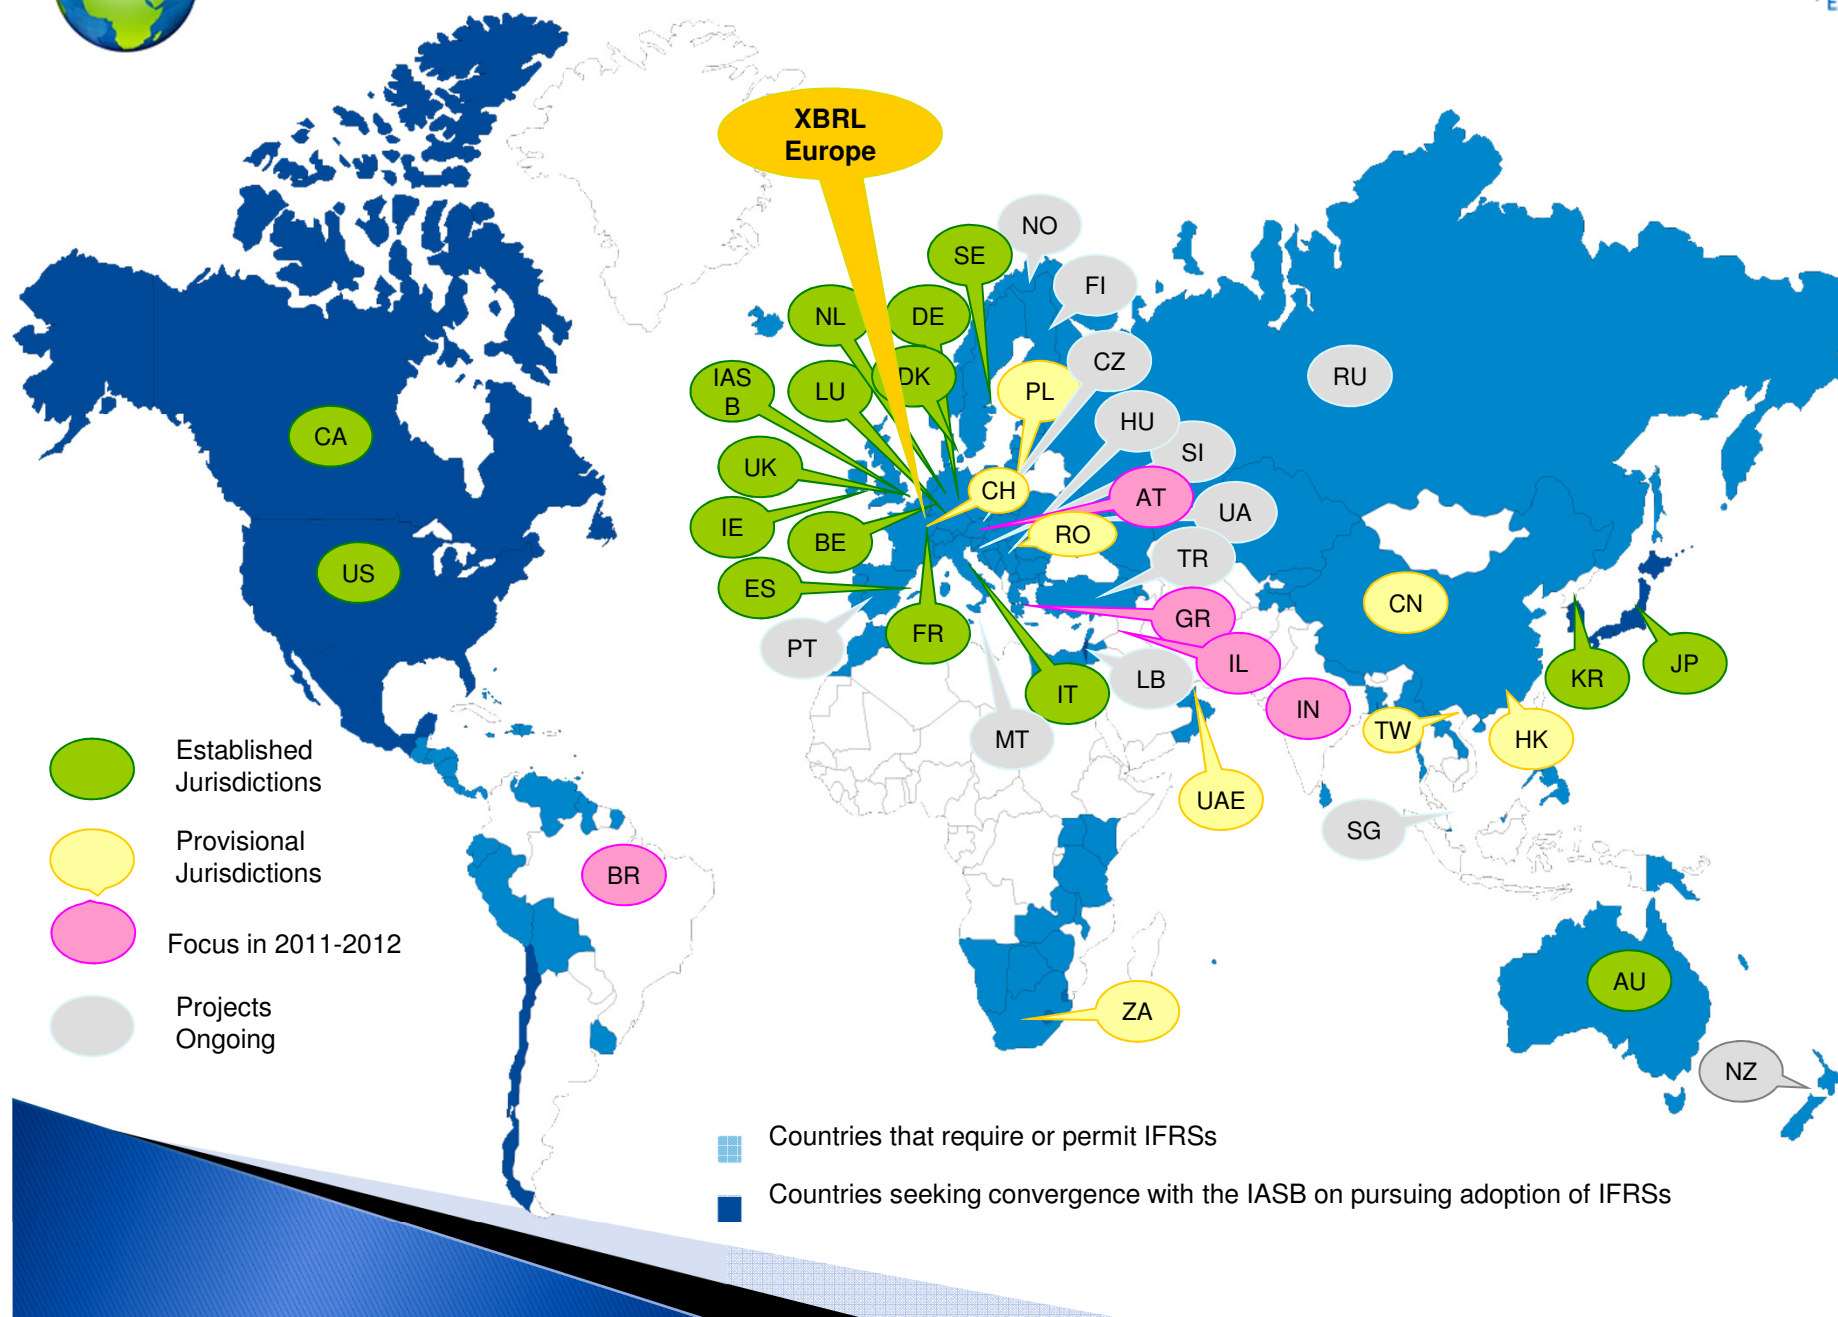 E
XBRL
Europe
NO
SE
FI
NL
DE
CZ
RU
IAS
B
LU
DK
PL
HU
CA
SI
UK
CH
AT
UA
IE
BE
RO
TR
US
ES
CN
GR
FR
PT
IL
LB
KR
JP
IT
IN
TW
HK
MT
UAE
SG
BR
AU
ZA
NZ
Established
Jurisdictions
Provisional
Jurisdictions
Focus in 2011-2012
Projects
Ongoing
Countries that require or permit IFRSs
Countries seeking convergence with the IASB on pursuing adoption of IFRSs